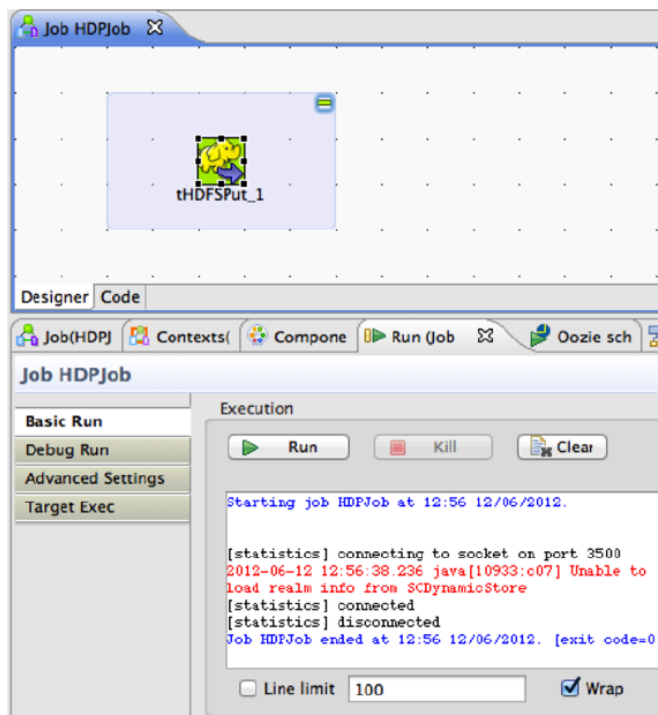 Job HDPJob
tHDFSPut_1
Designer Code
Job(HDPJ Contexts( Compone Run (Job Oozie sch
Job HDPJob
Basic Run
Debug Run
Advanced Settings
Target Exec
Execution
Run Kill Clear
Starting job HDPJob at 12:56 12/06/2012.
[statistics] connecting to socket on port 3500
2012-06-12 12:56:38.236 java[10933:c07] Unable to
load realm info from SCDynamicStore
[statistics] connected
[statistics] disconnected
Job HDPJob ended at 12:56 12/06/2012. [exit code=0
Line limit 100 Wrap